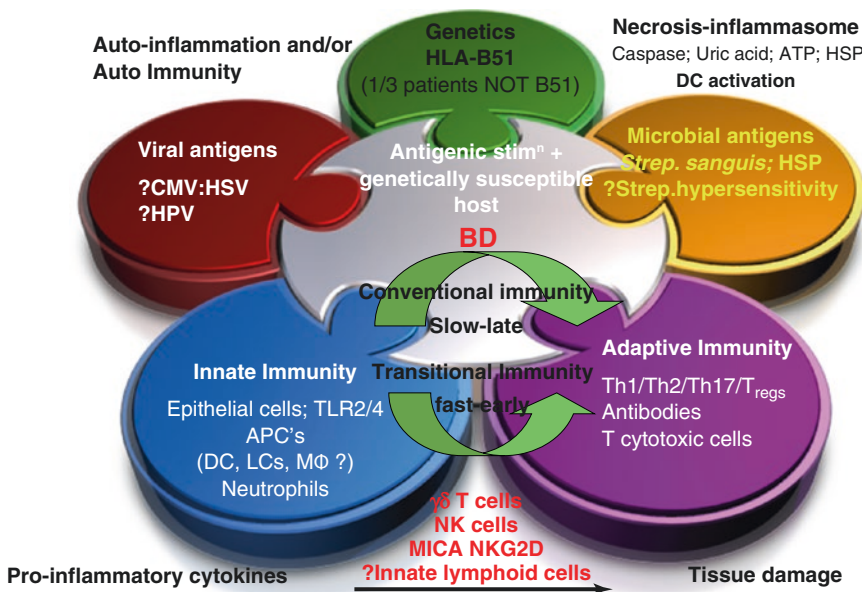 Auto-inflammation and/or
Auto Immunity
Genetics
HLA-B51
(1/3 patients NOT B51)
Necrosis-inflammasome
Caspase; Uric acid; ATP; HSP
DC activation
Viral antigens
?CMV:HSV
?HPV
Antigenic stimⁿ +
genetically susceptible
host
BD
Microbial antigens
Strep. sanguis; HSP
?Strep.hypersensitivity
Conventional immunity
Slow-late
Transitional Immunity
fast-early
Innate Immunity
Epithelial cells; TLR2/4
APC's
(DC, LCs, MΦ ?)
Neutrophils
Adaptive Immunity
Th1/Th2/Th17/Tregs
Antibodies
T cytotoxic cells
γδ T cells
NK cells
MICA NKG2D
?Innate lymphoid cells
Pro-inflammatory cytokines
Tissue damage